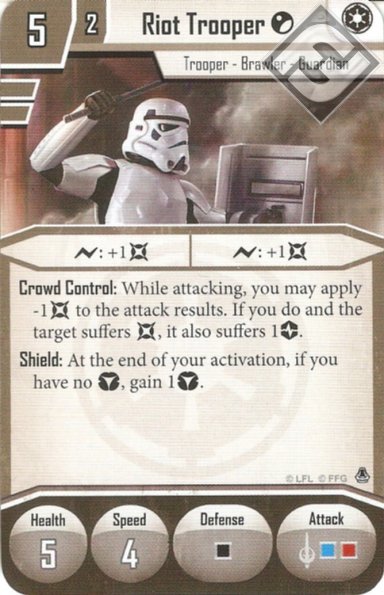 5
2
Riot Trooper
Trooper - Brawler - Guardian
: +1
: +1
Crowd Control: While attacking, you may apply
-1 to the attack results. If you do and the
target suffers , it also suffers 1 .
Shield: At the end of your activation, if you
have no , gain 1 .
© LFL © FFG
Health
Speed
Defense
Attack
5
4